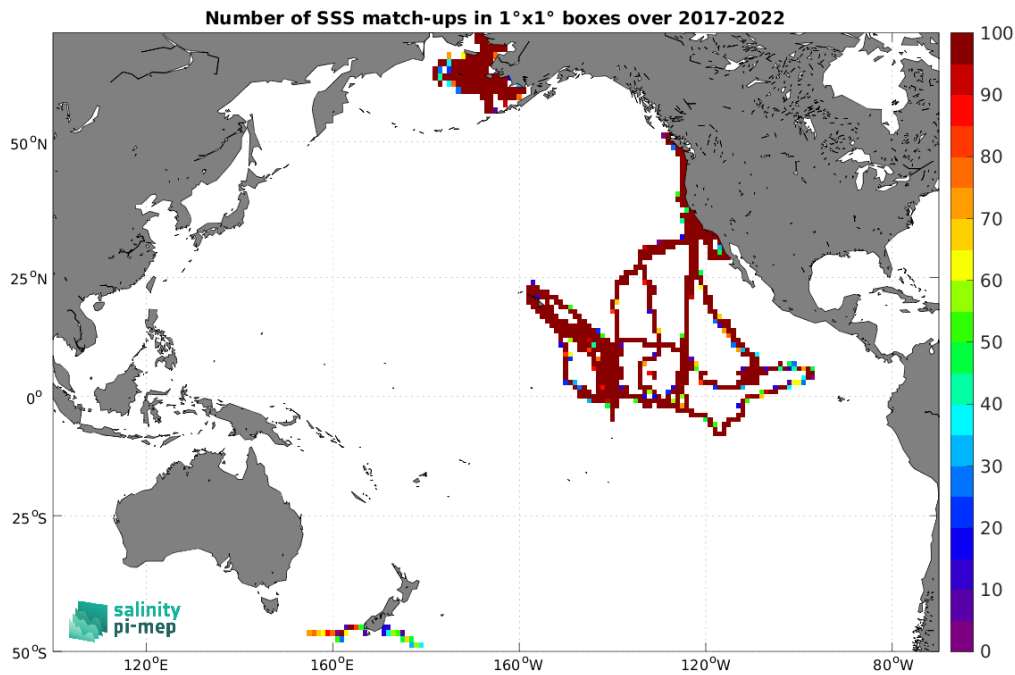 Number of SSS match-ups in 1°x1° boxes over 2017-2022
100
90
80
70
60
50
40
30
20
10
0
50°N
25°N
0°
25°S
50°S
120°E
160°E
160°W
120°W
80°W
salinity
pi-mep